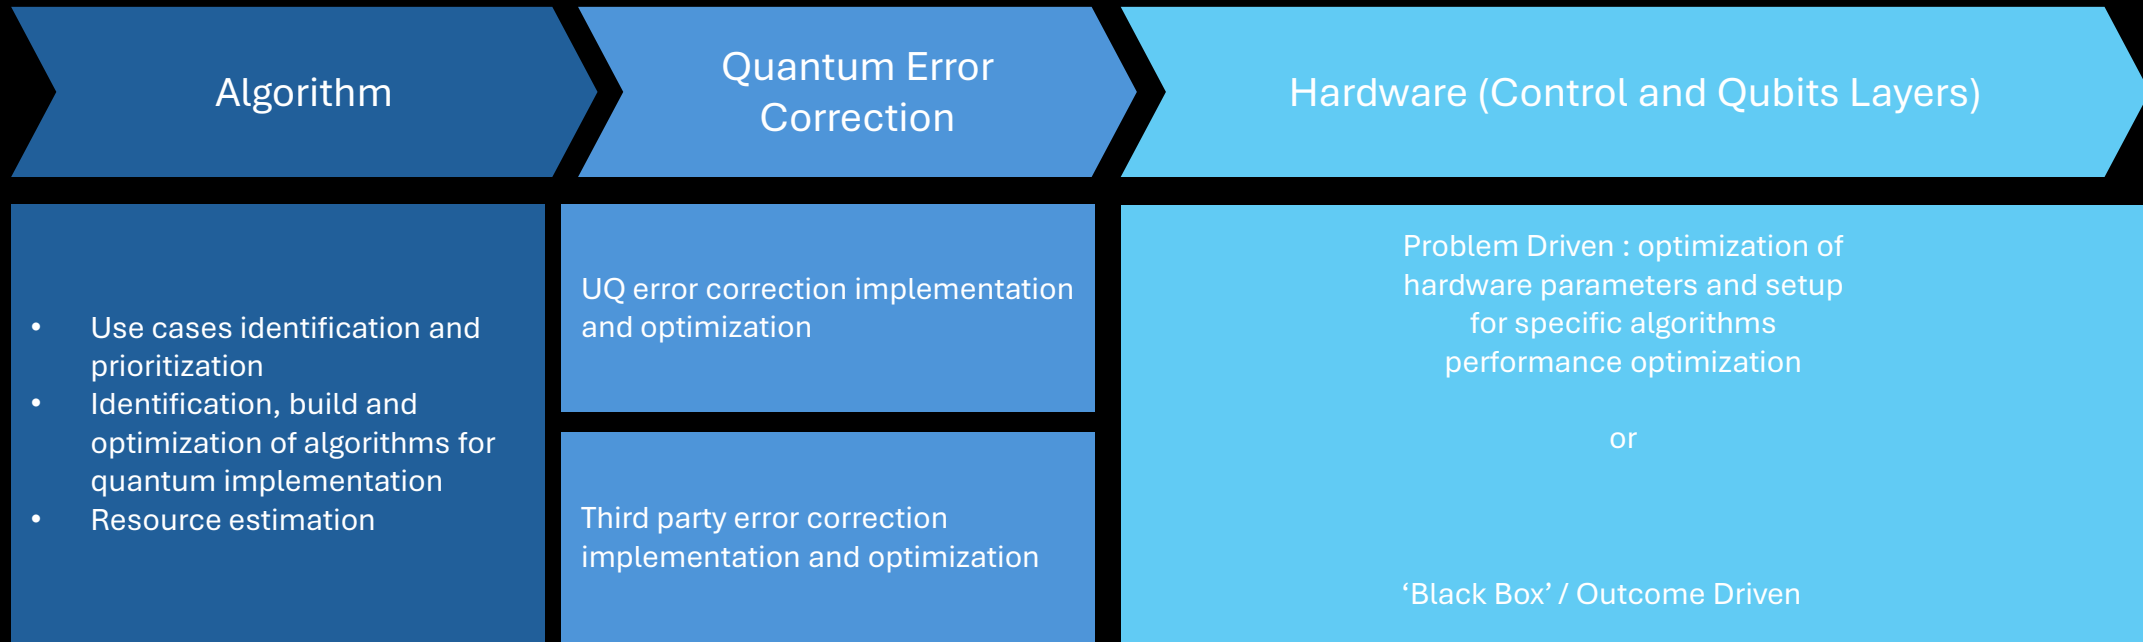 Algorithm
Quantum Error
Correction
Hardware (Control and Qubits Layers)
• Use cases identification and
prioritization
• Identification, build and
optimization of algorithms for
quantum implementation
• Resource estimation
UQ error correction implementation
and optimization
Third party error correction
implementation and optimization
Problem Driven : optimization of
hardware parameters and setup
for specific algorithms
performance optimization
or
‘Black Box’ / Outcome Driven